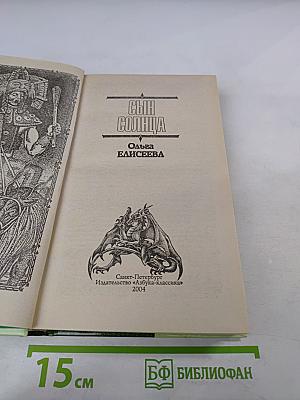 СЫН
СОЛНЦА
Ольга
ЕЛИСЕЕВА
Санкт-Петербург
Издательство «Азбука-классика»
2004
15 см
БФ БИБЛИОФАН